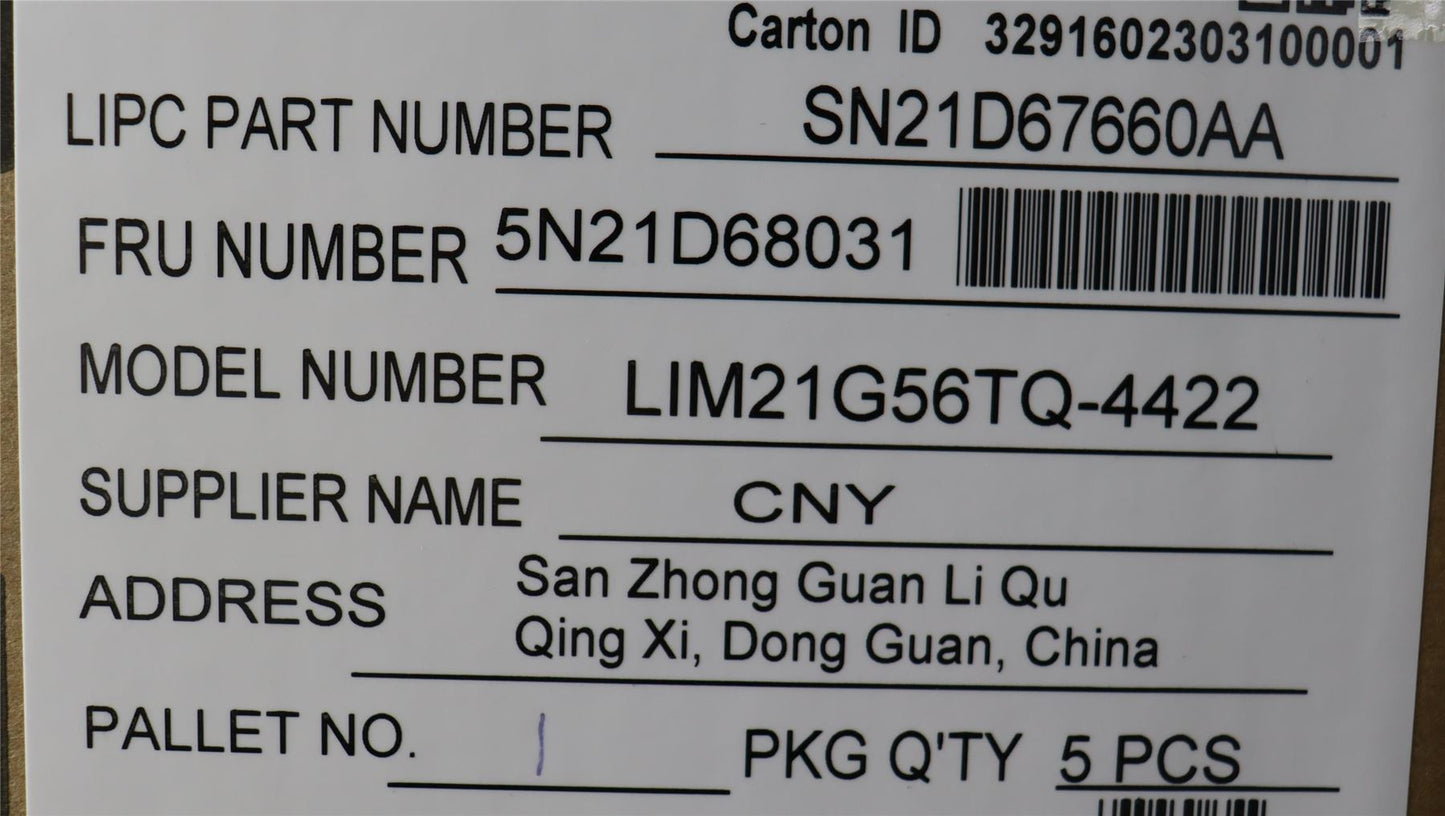 Carton ID 3291602303100001
LIPC PART NUMBER SN21D67660AA
FRU NUMBER 5N21D68031
MODEL NUMBER LIM21G56TQ-4422
SUPPLIER NAME CNY
ADDRESS San Zhong Guan Li Qu
Qing Xi, Dong Guan, China
PALLET NO. 1 PKG Q'TY 5 PCS